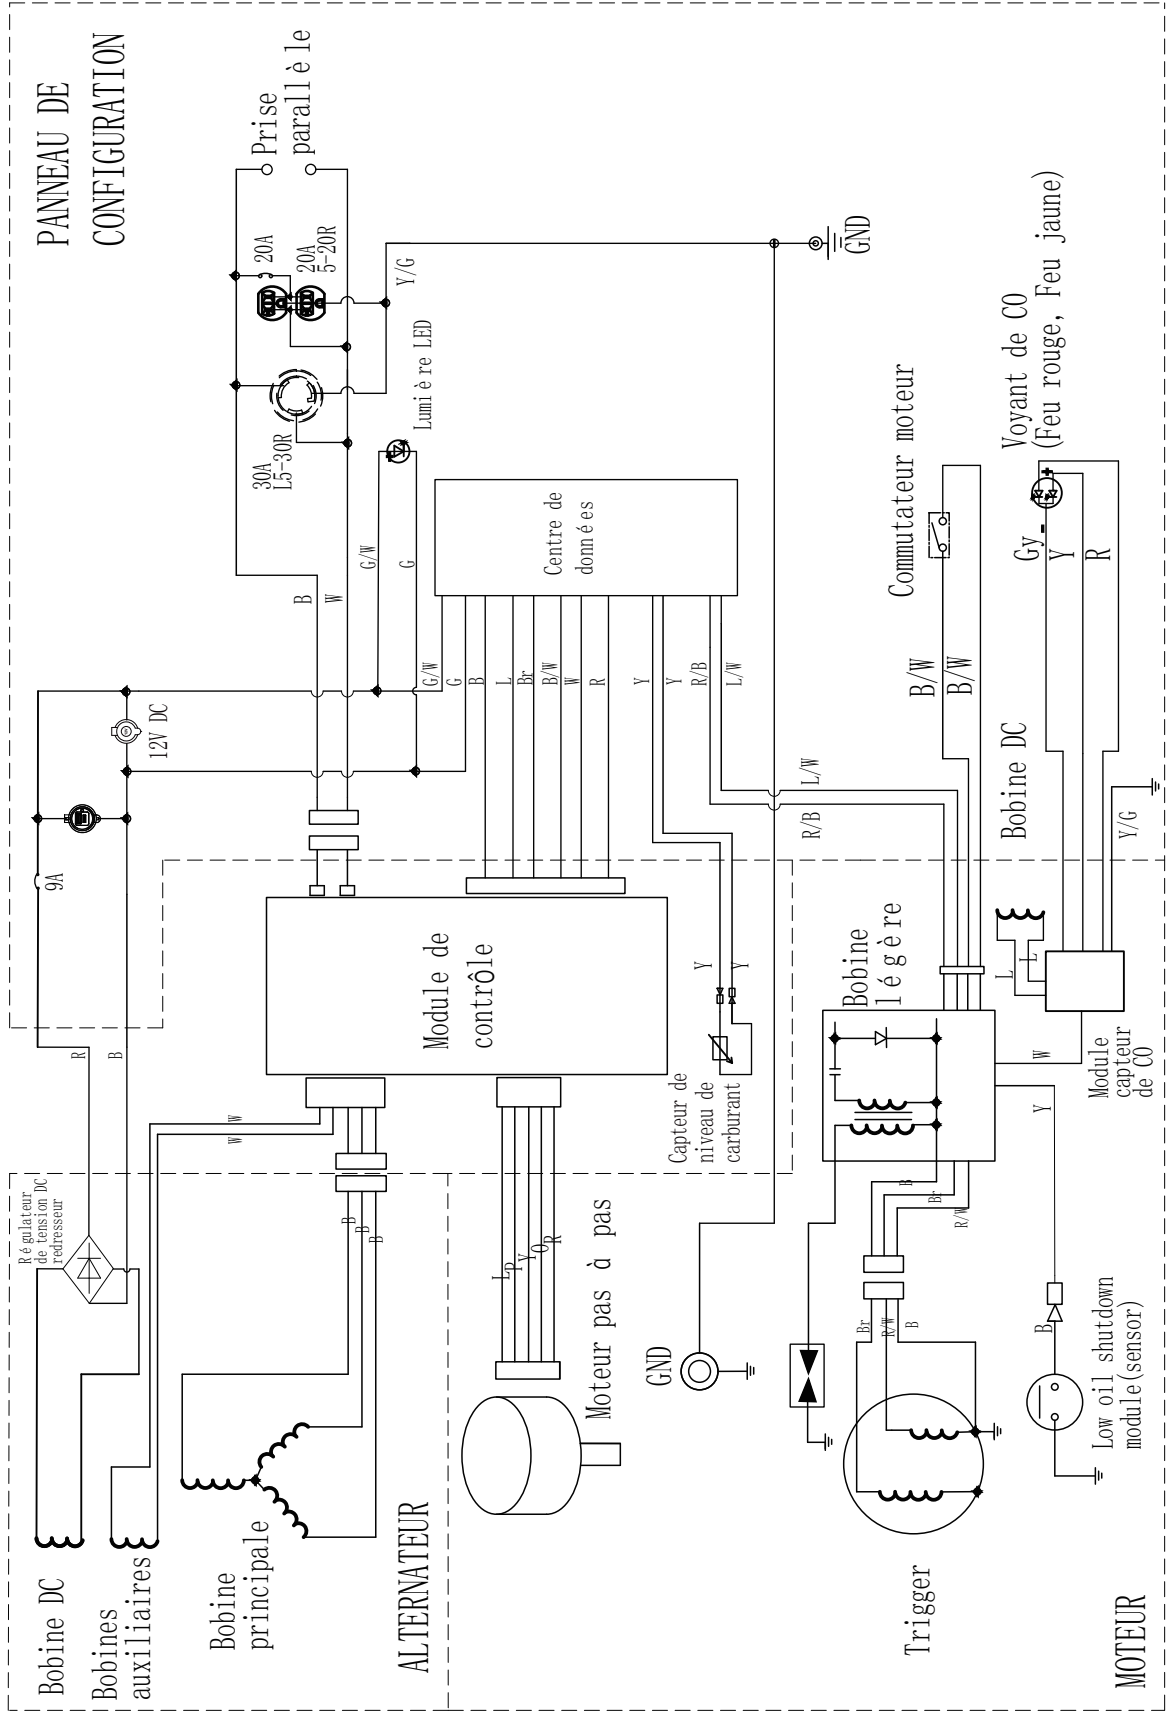 PANNEAU DE
CONFIGURATION
Prise
parallèle
20A
20A
5-20R
30A
L5-30R
Y/G
GND
Lumière LED
B
W
G/W
G
Centre de
données
12V DC
9A
G/W
G
B
L
Br
B/W
W
R
Y
Y
R/B
L/W
R/B
L/W
Commutateur moteur
B/W
B/W
Voyant de CO
(Feu rouge, Feu jaune)
+
-
Gy
Y
R
Bobine DC
Y/G
L
L
Module
capteur
de CO
W
Y
Bobine
légère
Module de
contrôle
Capteur de
niveau de
carburant
Y
Y
R
B
W
W
Régulateur
de tension DC
redresseur
B
B
B
L
P
Y
O
R
Moteur pas à pas
GND
B
Br
R/W
Br
R/W
B
B
Low oil shutdown
module(sensor)
Trigger
Bobine DC
Bobines
auxiliaires
Bobine
principale
ALTERNATEUR
MOTEUR